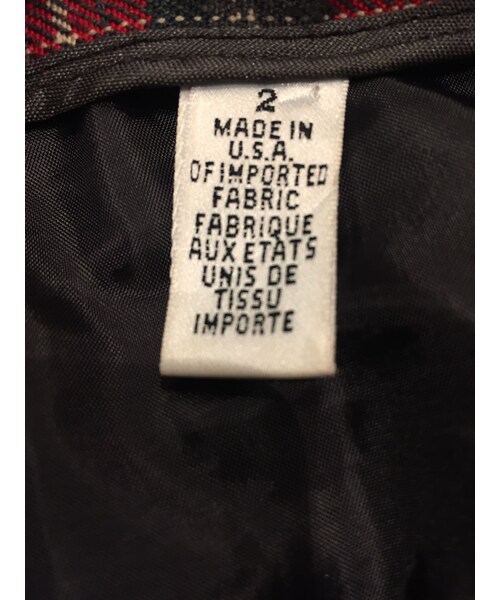 2
MADE IN
U.S.A.
OF IMPORTED
FABRIC
FABRIQUE
AUX ETATS
UNIS DE
TISSU
IMPORTE